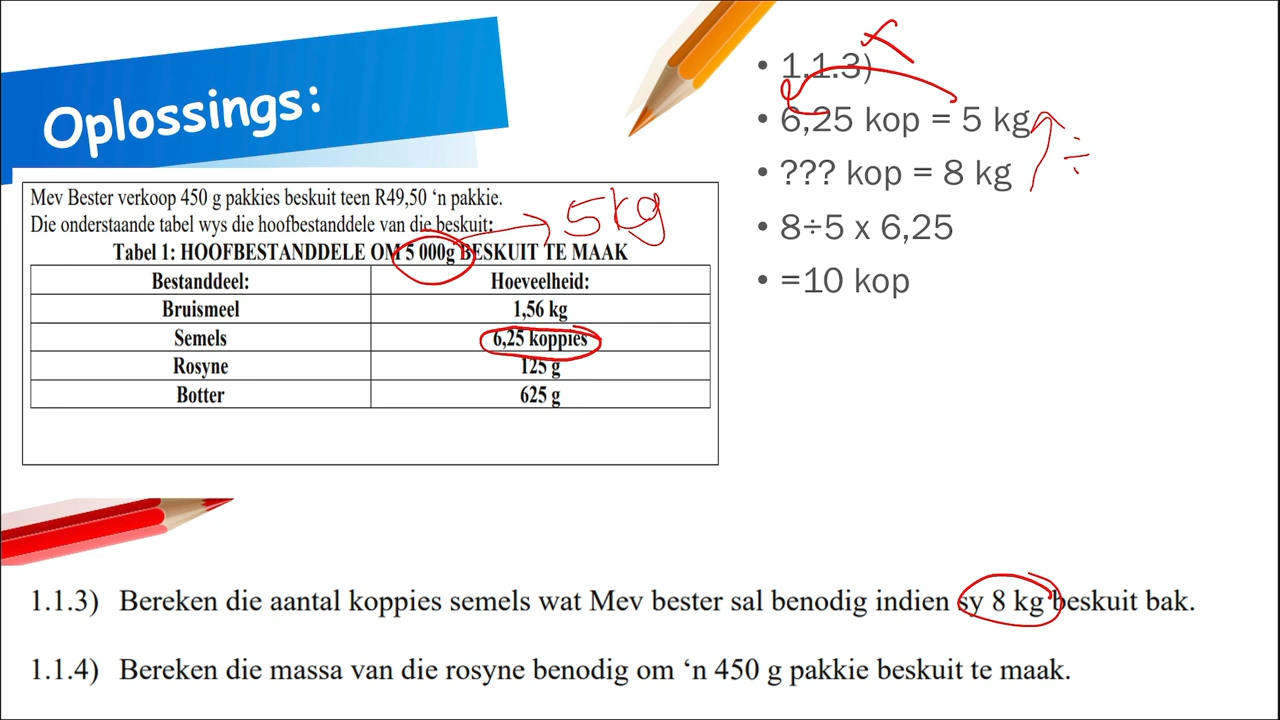 Oplossings:
Mev Bester verkoop 450 g pakkies beskuit teen R49,50 ‘n pakkie.
Die onderstaande tabel wys die hoofbestanddele van die beskuit:
5kg
Tabel 1: HOOFBESTANDDELE OM 5 000g BESKUIT TE MAAK
Bestanddeel: Hoeveelheid:
Bruismeel 1,56 kg
Semels 6,25 koppies
Rosyne 125 g
Botter 625 g
• 1.1.3)
×
• 6,25 kop = 5 kg
÷
• ??? kop = 8 kg
• 8÷5 x 6,25
• =10 kop
1.1.3) Bereken die aantal koppies semels wat Mev bester sal benodig indien sy 8 kg beskuit bak.
1.1.4) Bereken die massa van die rosyne benodig om ‘n 450 g pakkie beskuit te maak.